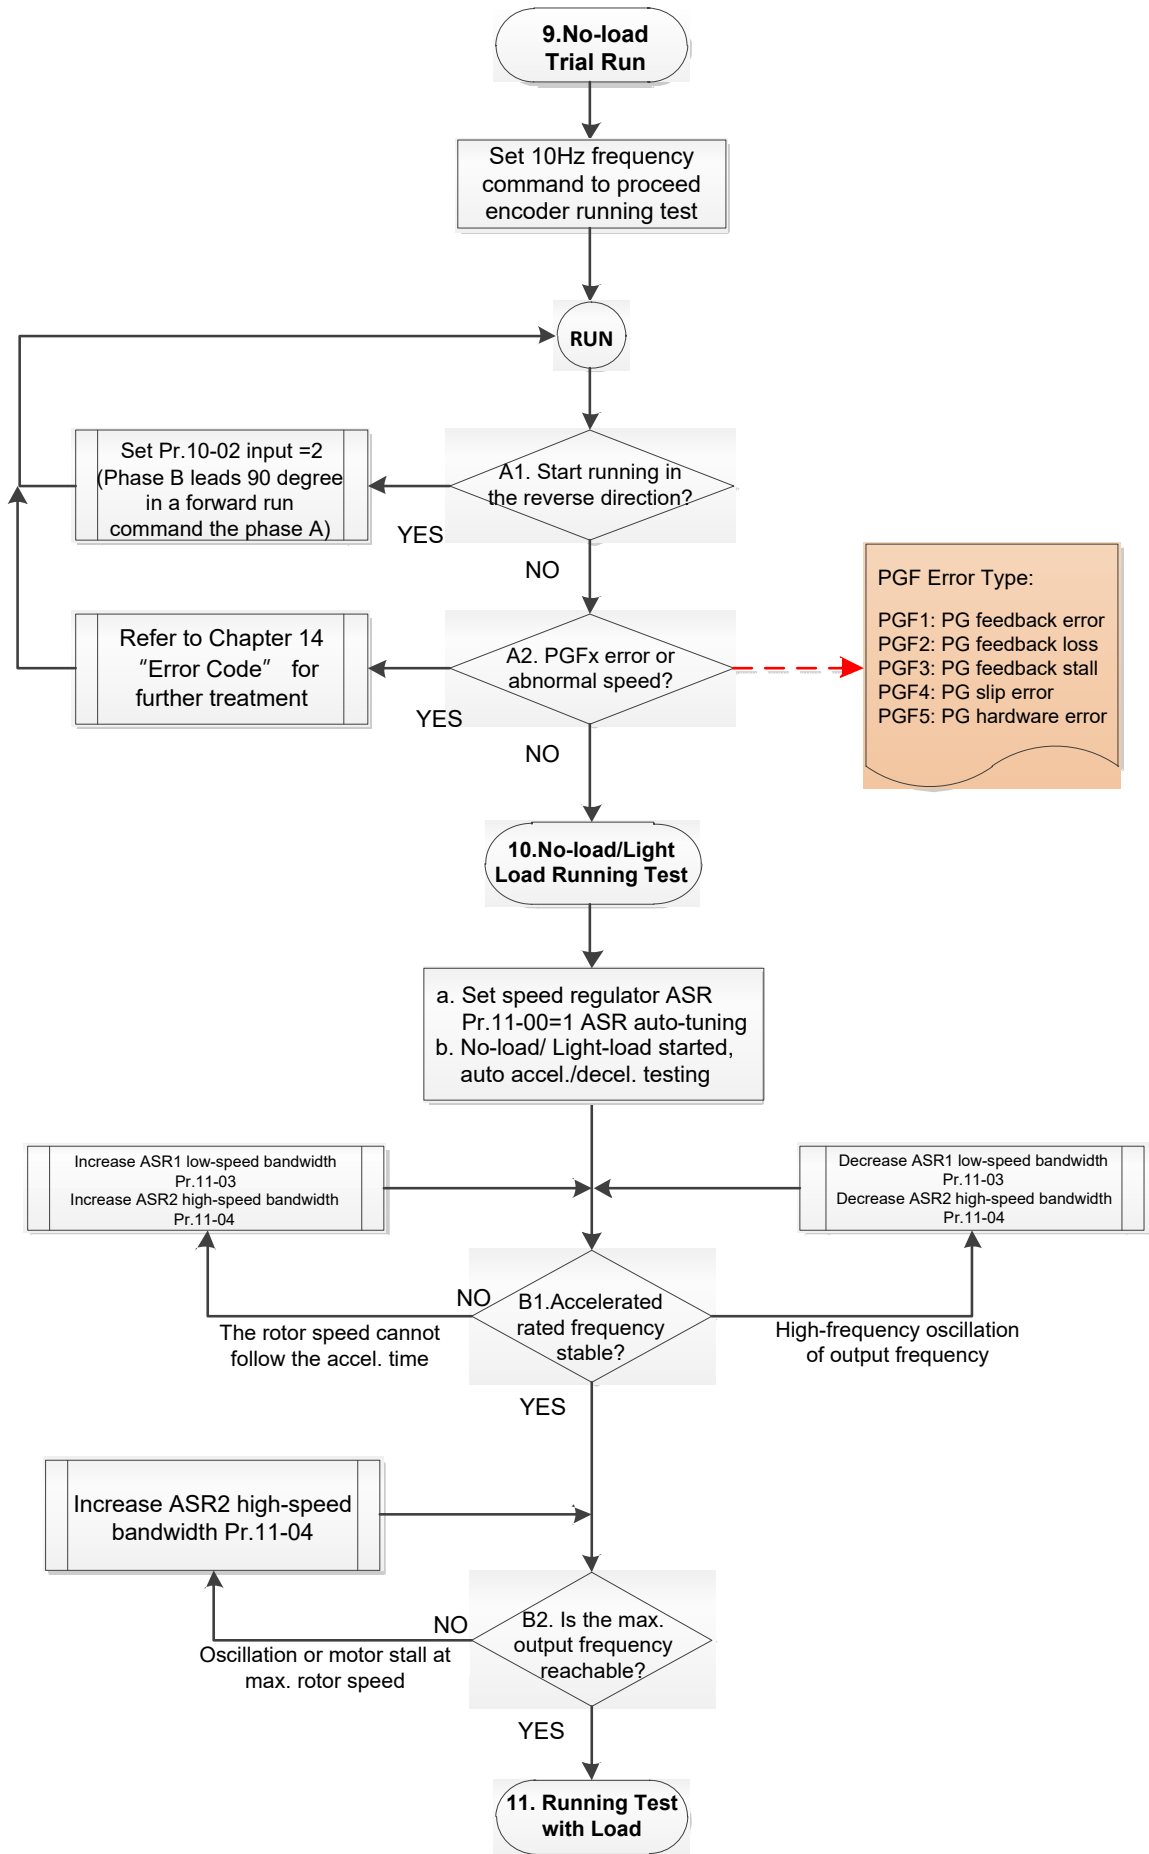 9.No-load
Trial Run
Set 10Hz frequency
command to proceed
encoder running test
RUN
Set Pr.10-02 input =2
(Phase B leads 90 degree
in a forward run
command the phase A)
A1. Start running in
the reverse direction?
YES
NO
Refer to Chapter 14
“Error Code” for
further treatment
A2. PGFx error or
abnormal speed?
YES
NO
PGF Error Type:
PGF1: PG feedback error
PGF2: PG feedback loss
PGF3: PG feedback stall
PGF4: PG slip error
PGF5: PG hardware error
10.No-load/Light
Load Running Test
a. Set speed regulator ASR
Pr.11-00=1 ASR auto-tuning
b. No-load/ Light-load started,
auto accel./decel. testing
Increase ASR1 low-speed bandwidth
Pr.11-03
Increase ASR2 high-speed bandwidth
Pr.11-04
Decrease ASR1 low-speed bandwidth
Pr.11-03
Decrease ASR2 high-speed bandwidth
Pr.11-04
NO
B1.Accelerated
rated frequency
stable?
The rotor speed cannot
follow the accel. time
High-frequency oscillation
of output frequency
YES
Increase ASR2 high-speed
bandwidth Pr.11-04
NO
B2. Is the max.
output frequency
reachable?
Oscillation or motor stall at
max. rotor speed
YES
11. Running Test
with Load